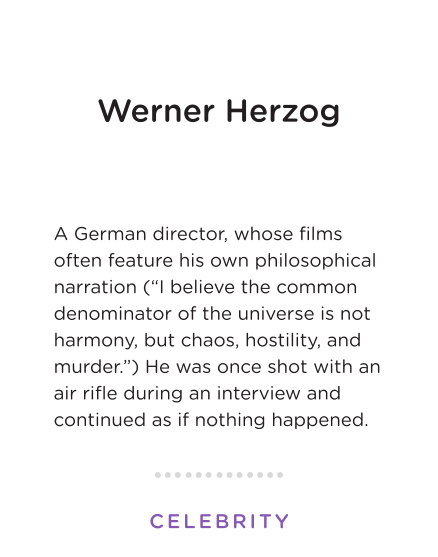 Werner Herzog
A German director, whose films
often feature his own philosophical
narration (“I believe the common
denominator of the universe is not
harmony, but chaos, hostility, and
murder.”) He was once shot with an
air rifle during an interview and
continued as if nothing happened.
CELEBRITY